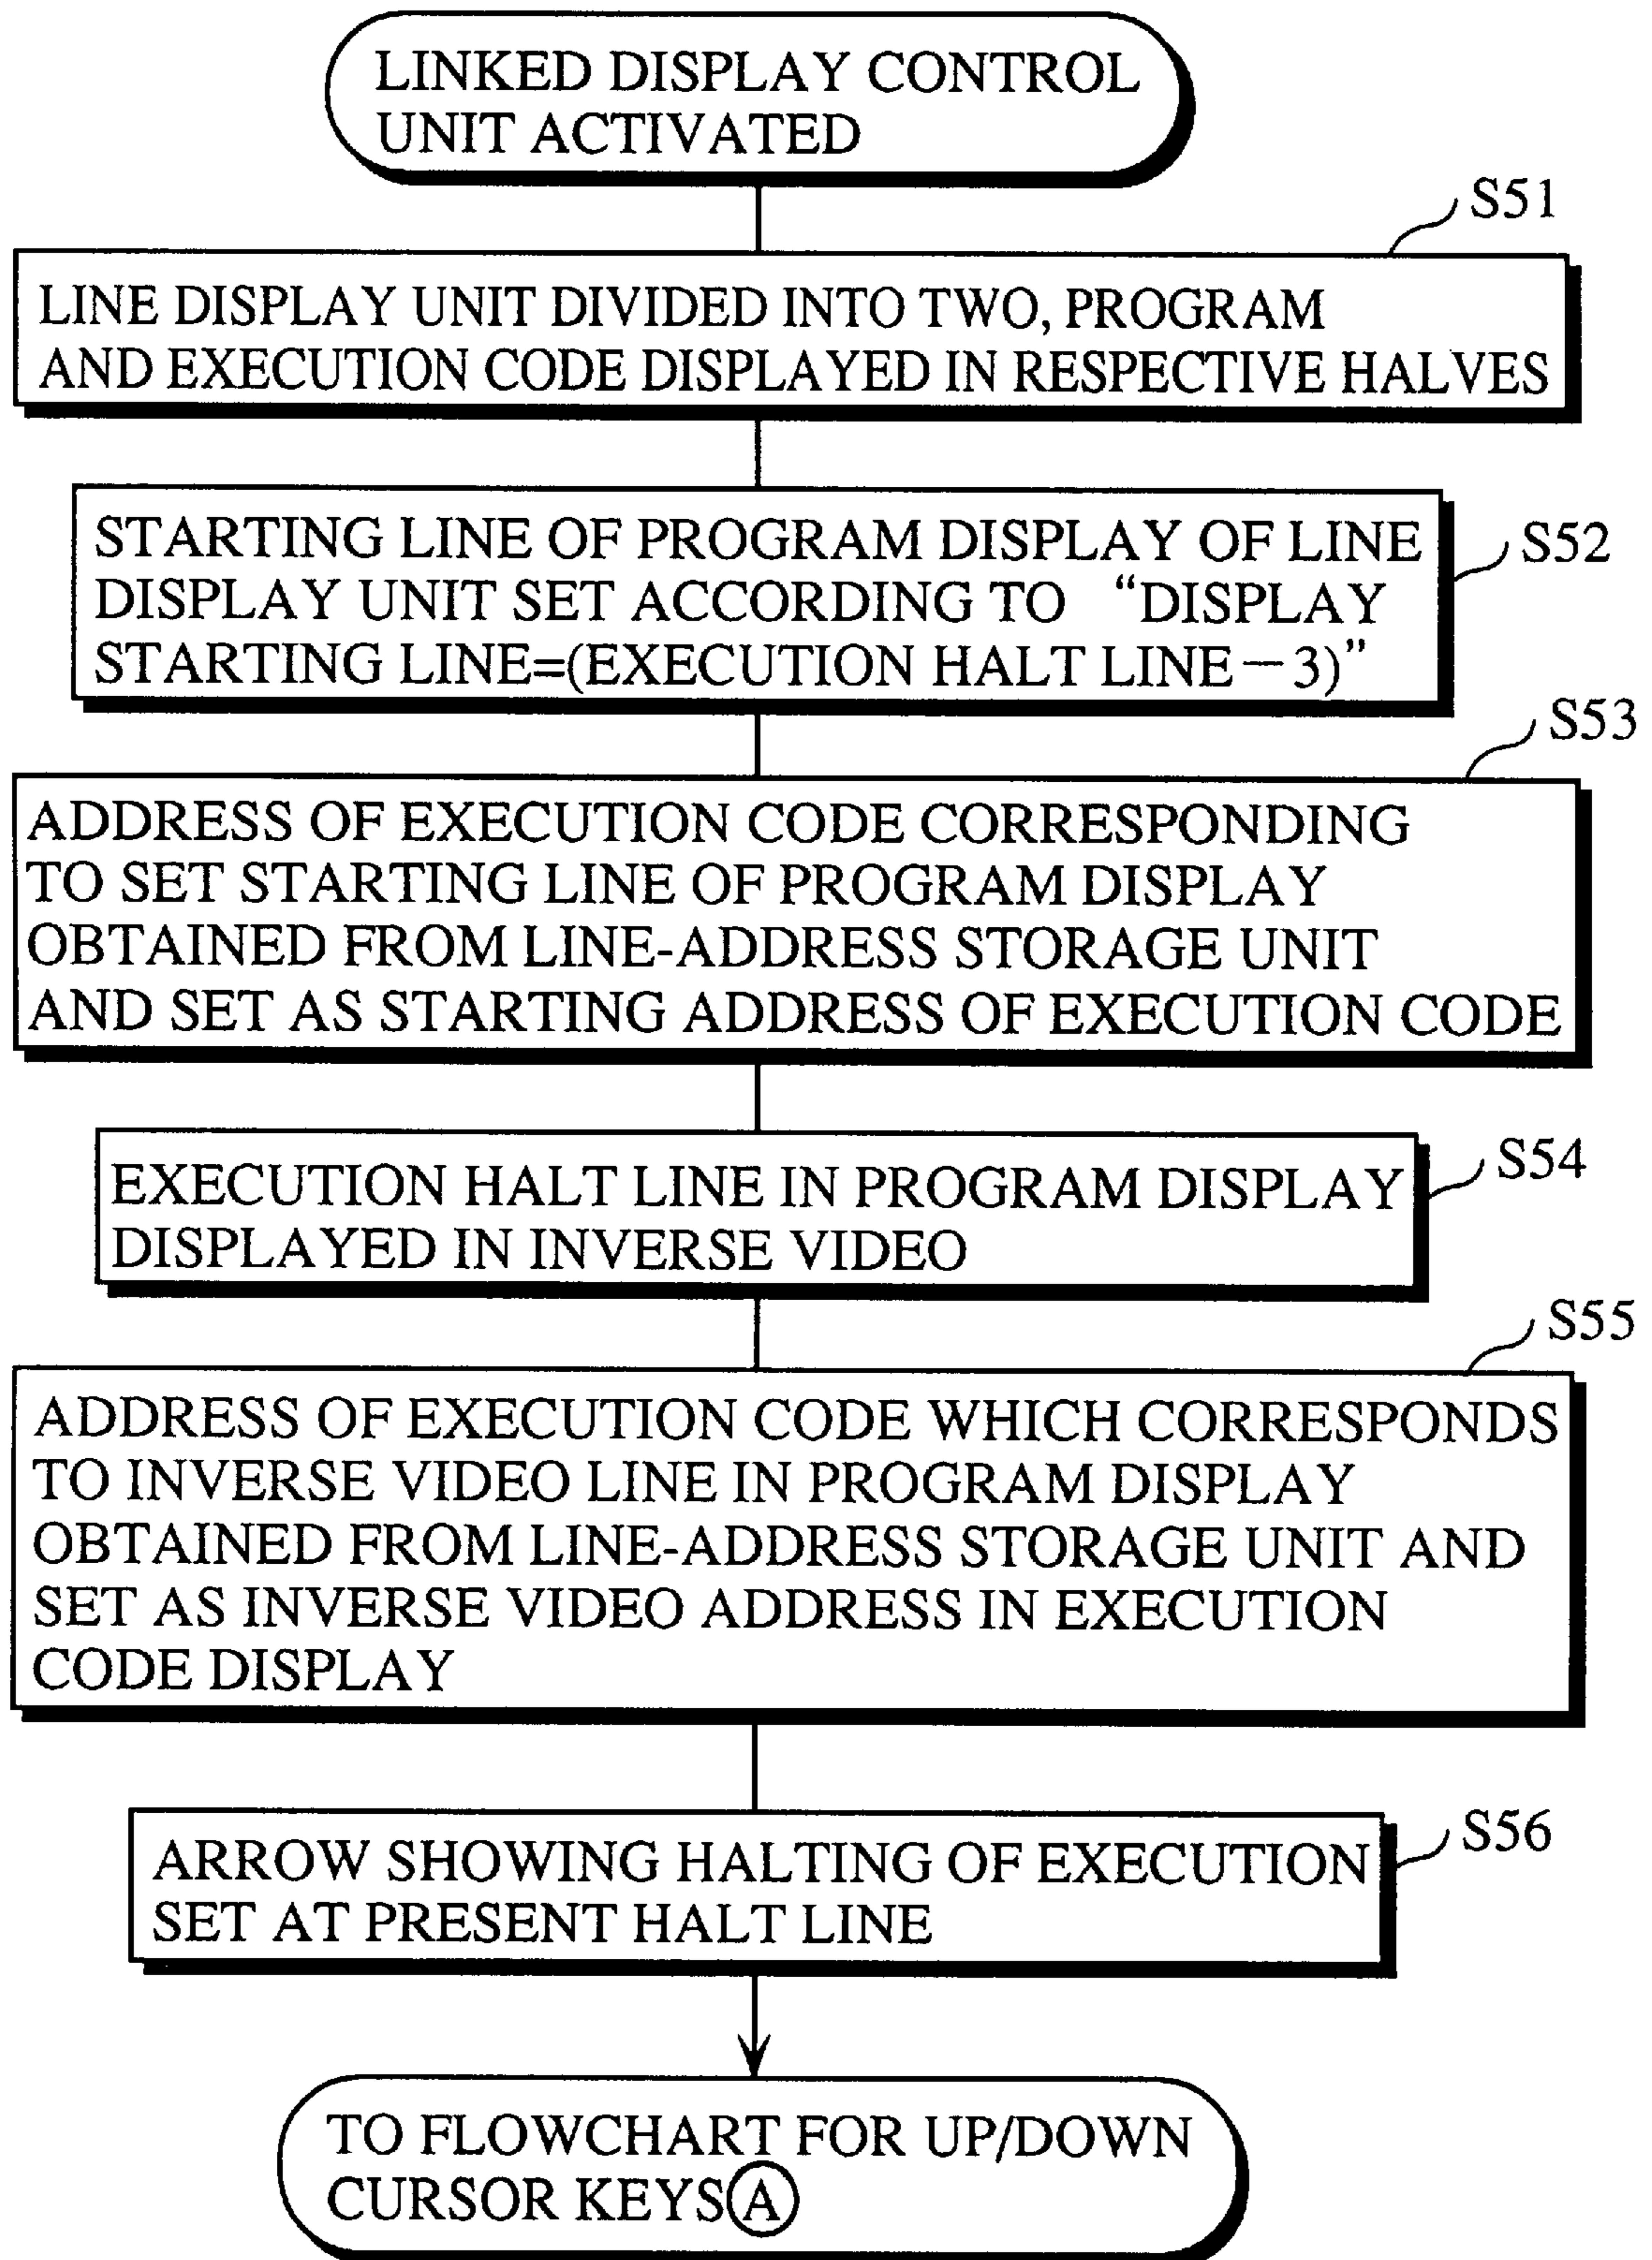 LINKED DISPLAY CONTROL
UNIT ACTIVATED
S51
LINE DISPLAY UNIT DIVIDED INTO TWO, PROGRAM
AND EXECUTION CODE DISPLAYED IN RESPECTIVE HALVES
S52
STARTING LINE OF PROGRAM DISPLAY OF LINE
DISPLAY UNIT SET ACCORDING TO “DISPLAY
STARTING LINE=(EXECUTION HALT LINE－3)”
S53
ADDRESS OF EXECUTION CODE CORRESPONDING
TO SET STARTING LINE OF PROGRAM DISPLAY
OBTAINED FROM LINE-ADDRESS STORAGE UNIT
AND SET AS STARTING ADDRESS OF EXECUTION CODE
S54
EXECUTION HALT LINE IN PROGRAM DISPLAY
DISPLAYED IN INVERSE VIDEO
S55
ADDRESS OF EXECUTION CODE WHICH CORRESPONDS
TO INVERSE VIDEO LINE IN PROGRAM DISPLAY
OBTAINED FROM LINE-ADDRESS STORAGE UNIT AND
SET AS INVERSE VIDEO ADDRESS IN EXECUTION
CODE DISPLAY
S56
ARROW SHOWING HALTING OF EXECUTION
SET AT PRESENT HALT LINE
TO FLOWCHART FOR UP/DOWN
CURSOR KEYS Ⓐ